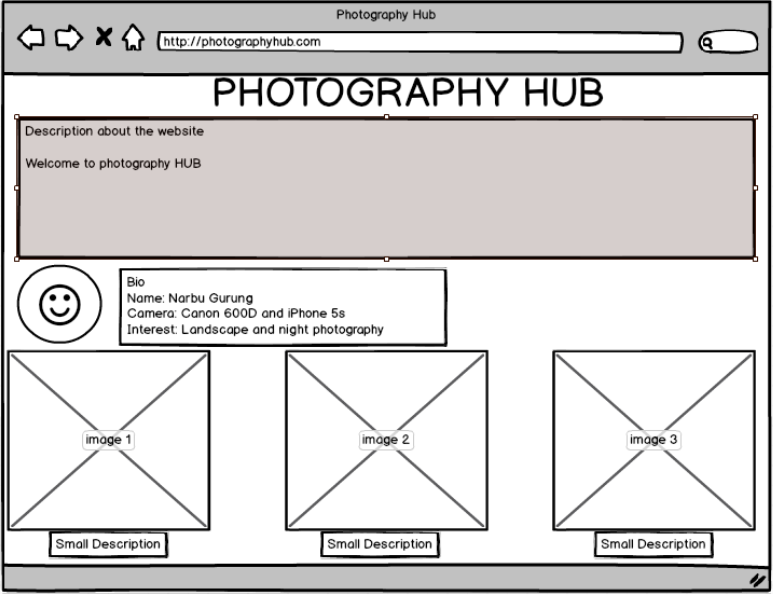 Photography Hub
http://photographyhub.com
PHOTOGRAPHY HUB
Description about the website
Welcome to photography HUB
Bio
Name: Narbu Gurung
Camera: Canon 600D and iPhone 5s
Interest: Landscape and night photography
image 1
image 2
image 3
Small Description
Small Description
Small Description